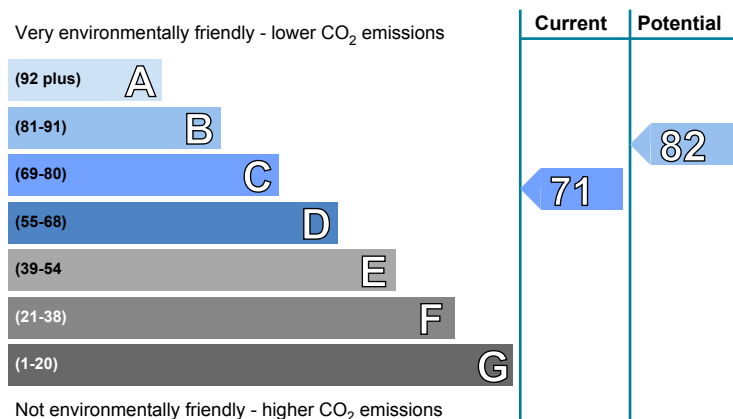 Very environmentally friendly - lower CO2 emissions
Current
Potential
(92 plus) A
(81-91) B
(69-80) C
(55-68) D
(39-54 E
(21-38) F
(1-20) G
71
82
Not environmentally friendly - higher CO2 emissions